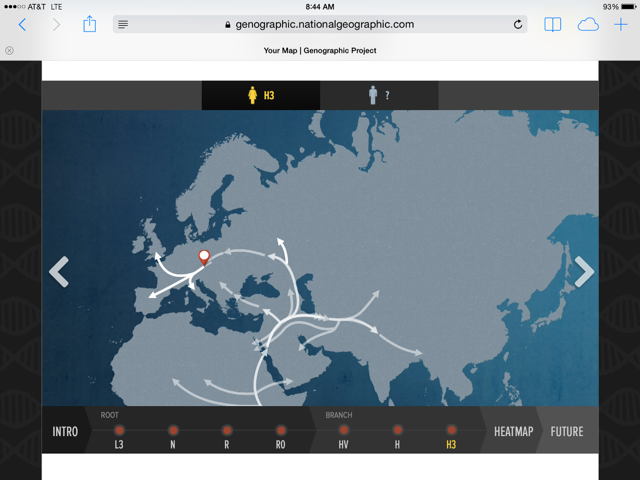 AT&T LTE 8:44 AM 93%
genographic.nationalgeographic.com
Your Map | Genographic Project
H3 ?
ROOT BRANCH
INTRO HEATMAP FUTURE
L3 N R R0 HV H H3